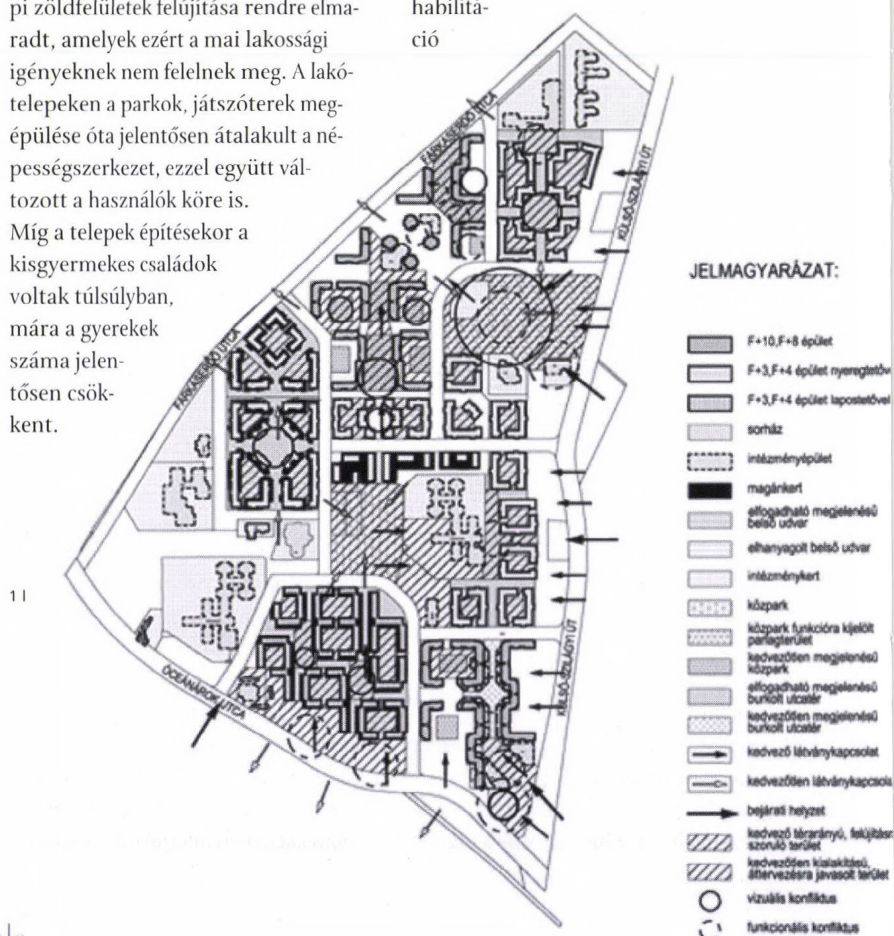 pi zöldfelületek felújítása rendre elma-
radt, amelyek ezért a mai lakossági
igényeknek nem felelnek meg. A lakó-
telepeken a parkok, játszóterek meg-
épülése óta jelentősen átalakult a né-
pességszerkezet, ezzel együtt vál-
tozott a használók köre is.
Míg a telepek építésekor a
kisgyermekes családok
voltak túlsúlyban,
mára a gyerekek
száma jelen-
tősen csök-
kent.
habilitá-
ció
1 |
FARKASERDŐ UTCA
FARKASERDŐ UTCA
KÜLSŐ-SZILÁGYI ÚT
KÜLSŐ-SZILÁGYI ÚT
ÓCEÁNÁROK UTCA
JELMAGYARÁZAT:
F+10,F+8 épület
F+3,F+4 épület nyeregtetőv
F+3,F+4 épület lapostetővel
sorház
intézményépület
magánkert
elfogadható megjelenésű
belső udvar
elhanyagolt belső udvar
intézménykert
közpark
közpark funkcióra kijelölt
parlagterület
kedvezőtlen megjelenésű
közpark
elfogadható megjelenésű
burkolt utcatér
kedvezőtlen megjelenésű
burkolt utcatér
kedvező látványkapcsolat
kedvezőtlen látványkapcsola
bejárati helyzet
kedvező térarányú, felújításr
szoruló terület
kedvezőtlen kialakítású,
áttervezésre javasolt terület
vizuális konfliktus
funkcionális konfliktus